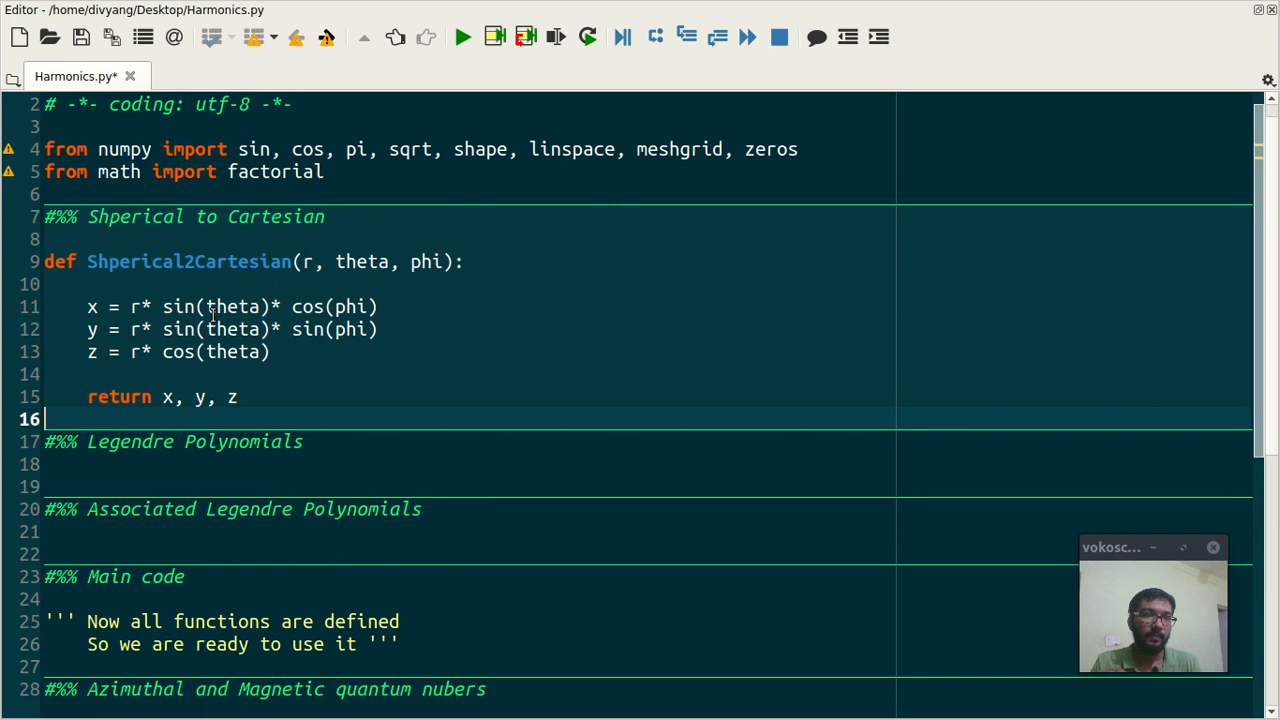 Editor - /home/divyang/Desktop/Harmonics.py
Harmonics.py*
2 # -*- coding: utf-8 -*-
3
4 from numpy import sin, cos, pi, sqrt, shape, linspace, meshgrid, zeros
5 from math import factorial
6
7 #%% Shperical to Cartesian
8
9 def Shperical2Cartesian(r, theta, phi):
10
11 x = r* sin(theta)* cos(phi)
12 y = r* sin(theta)* sin(phi)
13 z = r* cos(theta)
14
15 return x, y, z
16
17 #%% Legendre Polynomials
18
19
20 #%% Associated Legendre Polynomials
21
22
23 #%% Main code
24
25 ''' Now all functions are defined
26 So we are ready to use it '''
27
28 #%% Azimuthal and Magnetic quantum nubers
vokosc...